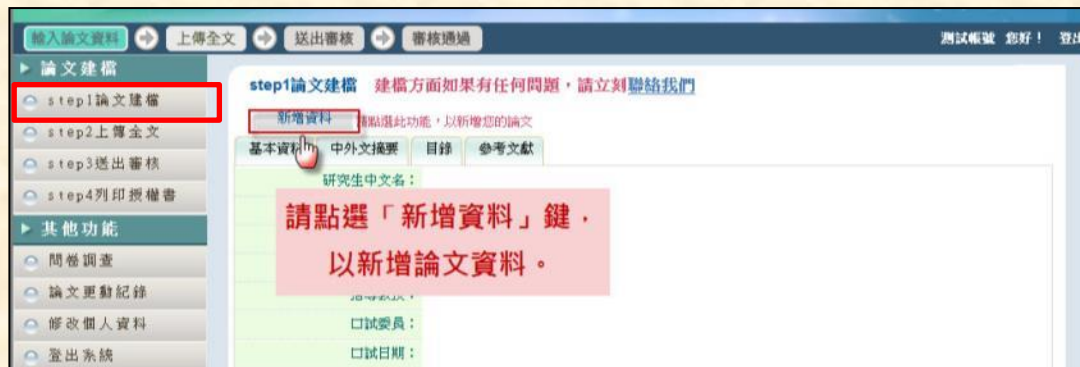 輸入論文資料 上傳全文 送出審核 審核通過 測試帳號 您好！ 登出
論文建檔
step1論文建檔
step2上傳全文
step3送出審核
step4列印授權書
其他功能
問卷調查
論文更動紀錄
修改個人資料
登出系統
step1論文建檔 建檔方面如果有任何問題，請立刻聯絡我們
新增資料 請點選此功能，以新增您的論文
基本資料 中外文摘要 目錄 參考文獻
研究生中文名：
請點選「新增資料」鍵，
以新增論文資料。
指導教授：
口試委員：
口試日期：